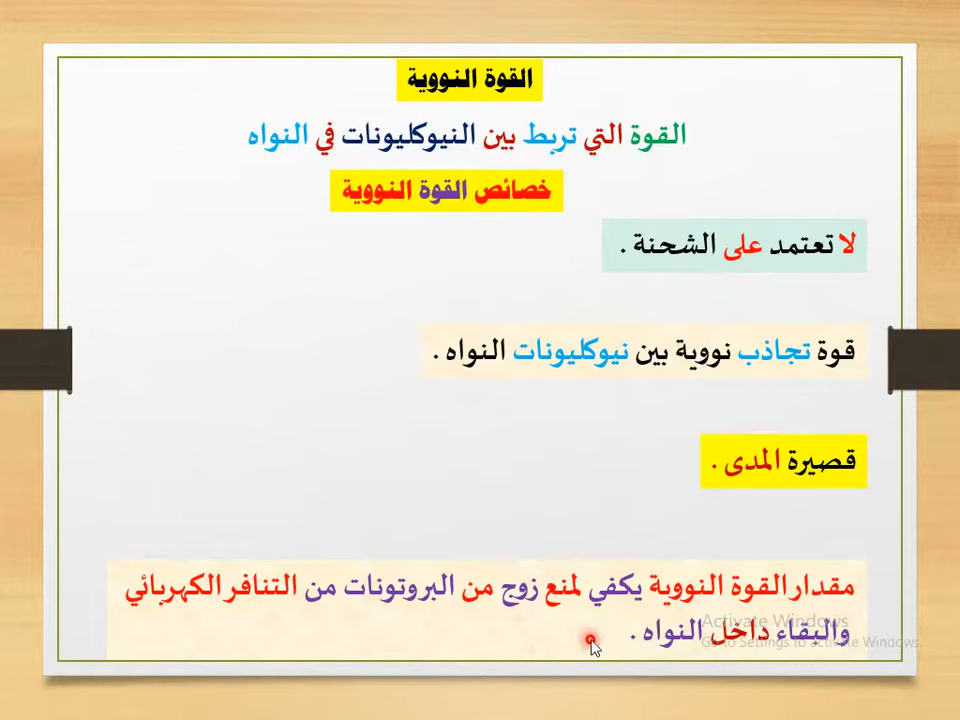 القوة النووية
القوة التي تربط بين النيوكليونات في النواه
خصائص القوة النووية
لا تعتمد على الشحنة .
قوة تجاذب نووية بين نيوكليونات النواه .
قصيرة المدى .
مقدار القوة النووية يكفي لمنع زوج من البروتونات من التنافر الكهربائي
والبقاء داخل النواه .
Activate Windows
Go to Settings to activate Windows.